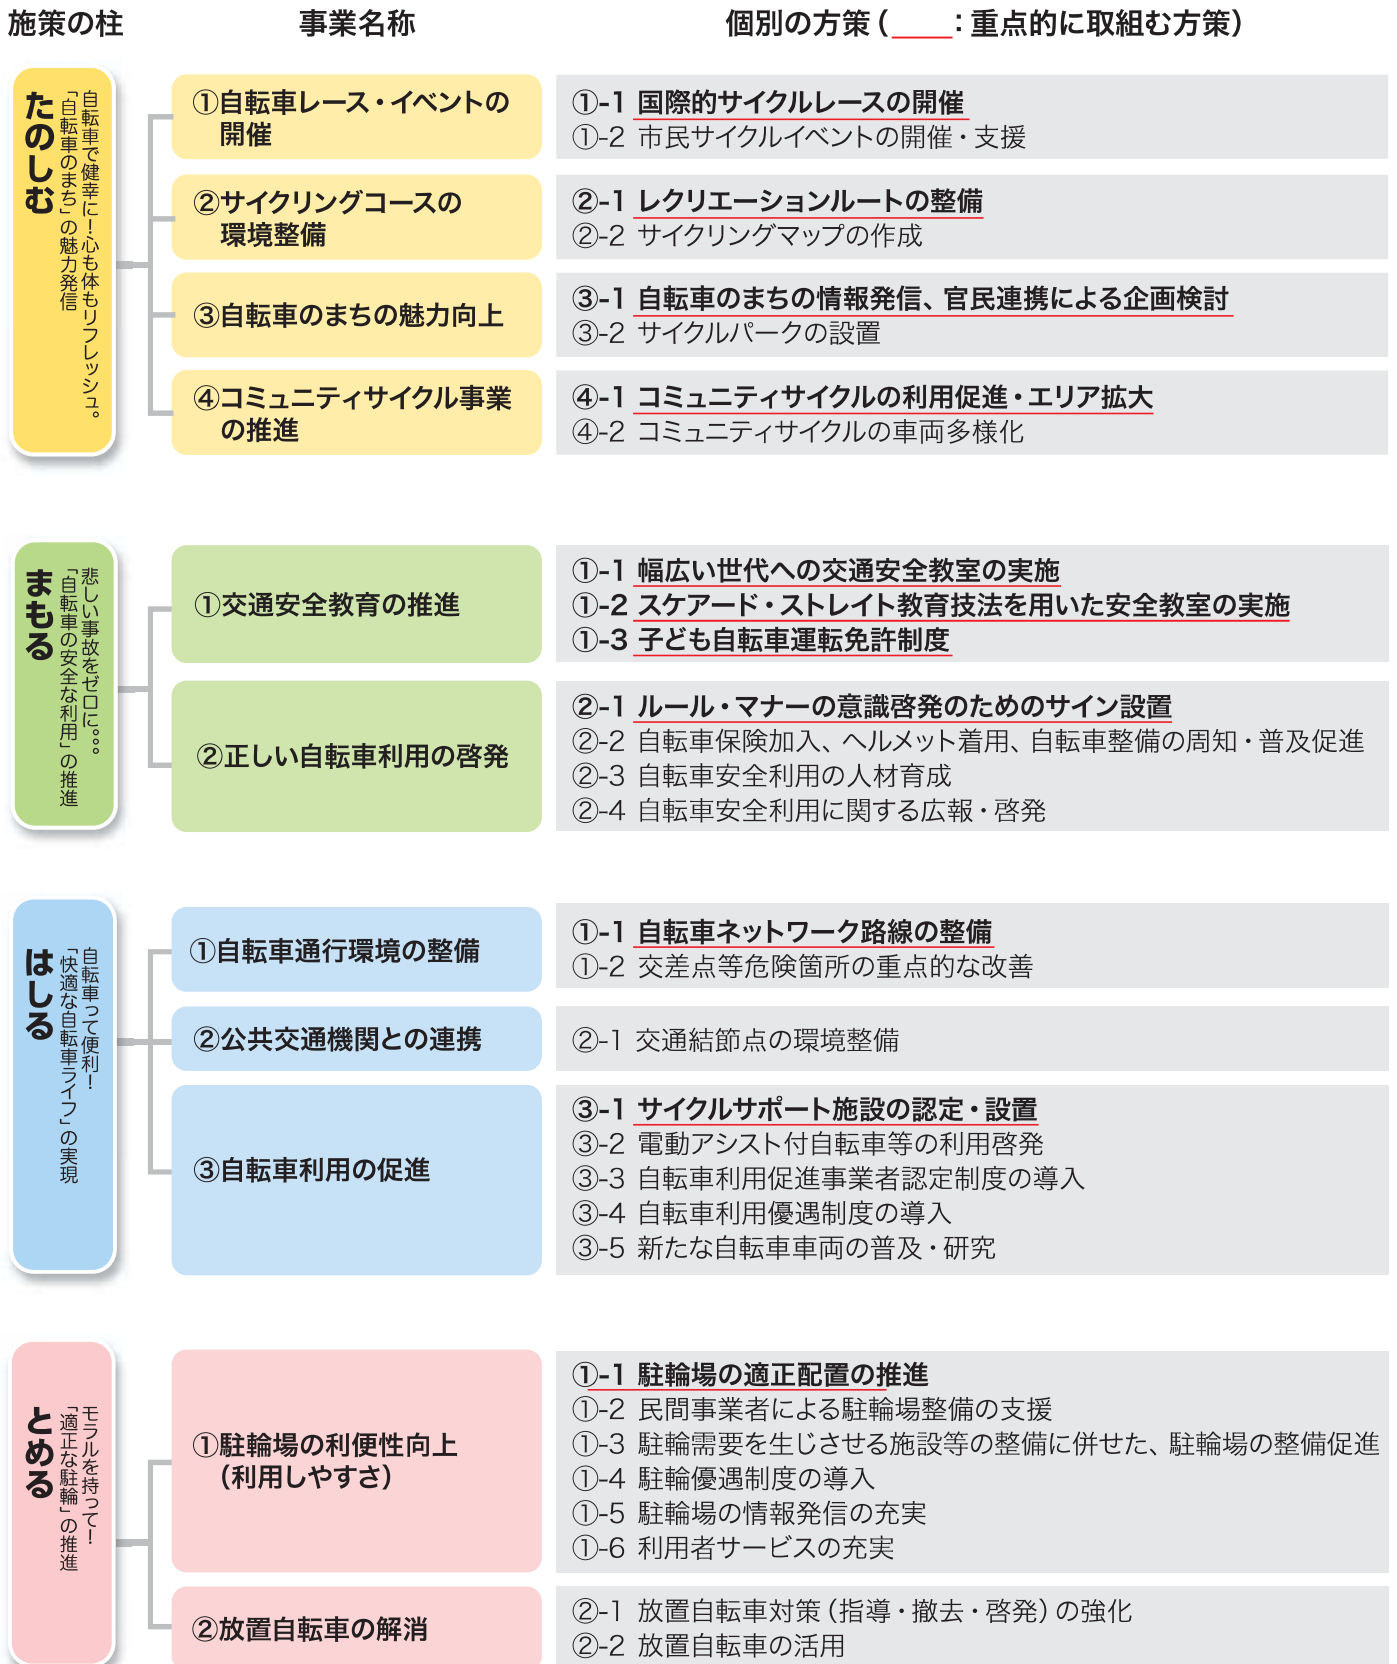 施策の柱
事業名称
個別の方策（＿＿：重点的に取組む方策）
たのしむ
自転車で健幸に！心も体もリフレッシュ。
「自転車のまち」の魅力発信
①自転車レース・イベントの
開催
①-1 国際的サイクルレースの開催
①-2 市民サイクルイベントの開催・支援
②サイクリングコースの
環境整備
②-1 レクリエーションルートの整備
②-2 サイクリングマップの作成
③自転車のまちの魅力向上
③-1 自転車のまちの情報発信、官民連携による企画検討
③-2 サイクルパークの設置
④コミュニティサイクル事業
の推進
④-1 コミュニティサイクルの利用促進・エリア拡大
④-2 コミュニティサイクルの車両多様化
まもる
悲しい事故をゼロに。。。
「自転車の安全な利用」の推進
①交通安全教育の推進
①-1 幅広い世代への交通安全教室の実施
①-2 スケアード・ストレイト教育技法を用いた安全教室の実施
①-3 子ども自転車運転免許制度
②正しい自転車利用の啓発
②-1 ルール・マナーの意識啓発のためのサイン設置
②-2 自転車保険加入、ヘルメット着用、自転車整備の周知・普及促進
②-3 自転車安全利用の人材育成
②-4 自転車安全利用に関する広報・啓発
はしる
自転車って便利！
「快適な自転車ライフ」の実現
①自転車通行環境の整備
①-1 自転車ネットワーク路線の整備
①-2 交差点等危険箇所の重点的な改善
②公共交通機関との連携
②-1 交通結節点の環境整備
③自転車利用の促進
③-1 サイクルサポート施設の認定・設置
③-2 電動アシスト付自転車等の利用啓発
③-3 自転車利用促進事業者認定制度の導入
③-4 自転車利用優遇制度の導入
③-5 新たな自転車車両の普及・研究
とめる
モラルを持って！
「適正な駐輪」の推進
①駐輪場の利便性向上
（利用しやすさ）
①-1 駐輪場の適正配置の推進
①-2 民間事業者による駐輪場整備の支援
①-3 駐輪需要を生じさせる施設等の整備に併せた、駐輪場の整備促進
①-4 駐輪優遇制度の導入
①-5 駐輪場の情報発信の充実
①-6 利用者サービスの充実
②放置自転車の解消
②-1 放置自転車対策（指導・撤去・啓発）の強化
②-2 放置自転車の活用